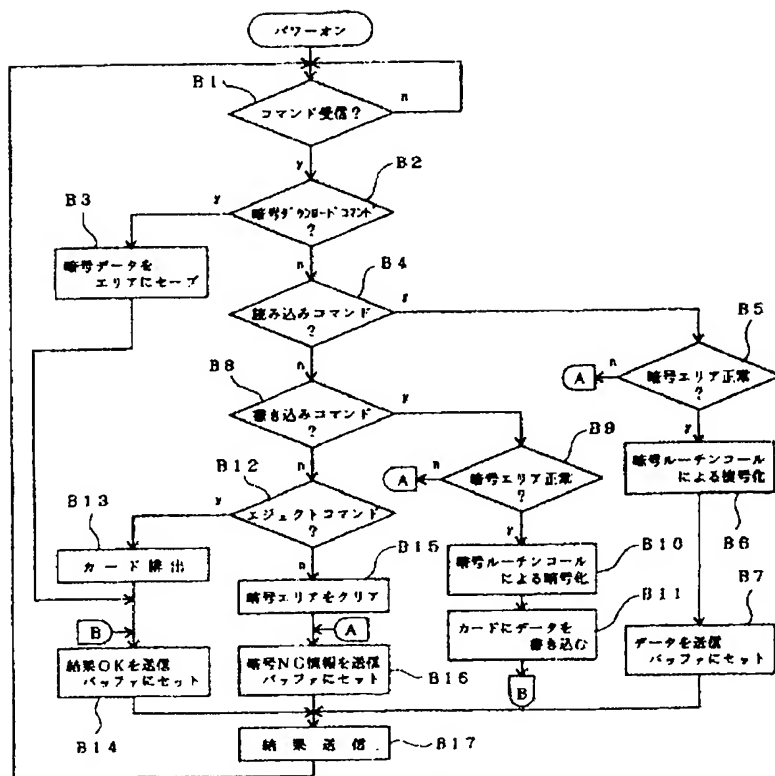 パワーオン
B1
コマンド受信?
n
y
B2
暗号ダウンロードコマンド
?
y
n
B3
暗号データを
エリアにセーブ
B4
読み込みコマンド
?
y
n
B5
暗号エリア正常
?
n
A
y
B8
書き込みコマンド
?
y
n
B9
暗号エリア正常
?
n
A
y
暗号ルーチンコール
による復号化
B6
B12
エジェクトコマンド
?
y
n
B13
カード排出
B15
暗号エリアをクリア
暗号ルーチンコール
による暗号化
B10
B7
B
A
カードにデータを
書き込む
B11
データを送信
バッファにセット
結果OKを送信
バッファにセット
B14
暗号NG情報を送信
バッファにセット
B16
B
結果送信
B17